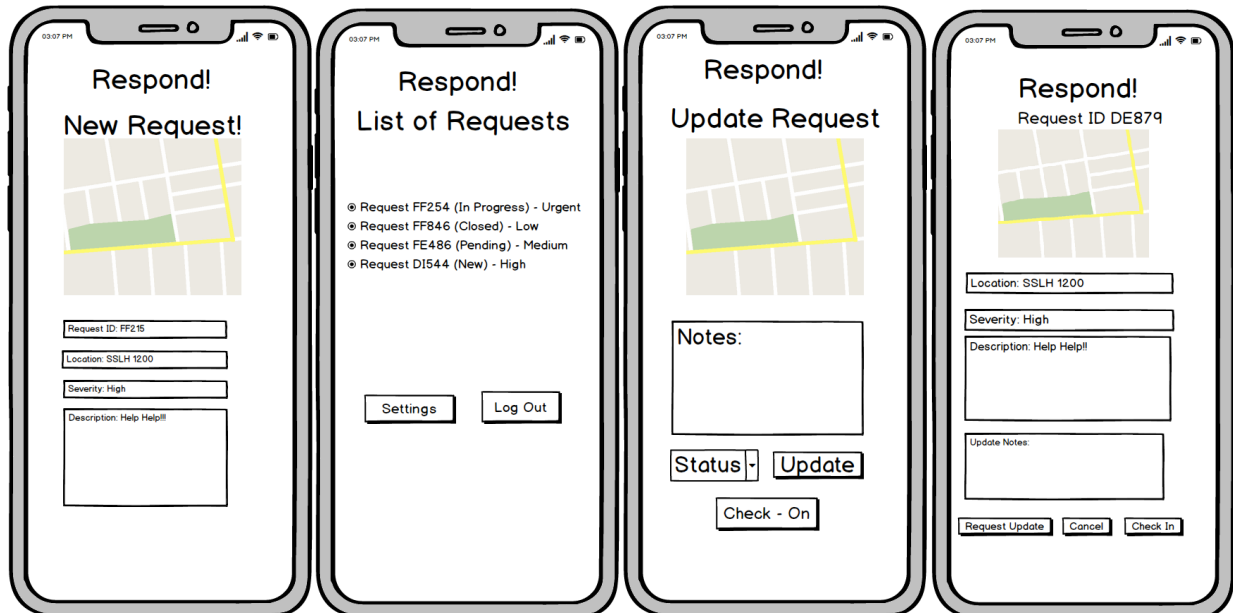 03:07 PM
Respond!
New Request!
Request ID: FF215
Location: SSLH 1200
Severity: High
Description: Help Help!!!
03:07 PM
Respond!
List of Requests
Request FF254 (In Progress) - Urgent
Request FF846 (Closed) - Low
Request FE486 (Pending) - Medium
Request DI544 (New) - High
Settings
Log Out
03:07 PM
Respond!
Update Request
Notes:
Status
Update
Check - On
03:07 PM
Respond!
Request ID DE879
Location: SSLH 1200
Severity: High
Description: Help Help!!
Update Notes:
Request Update
Cancel
Check In